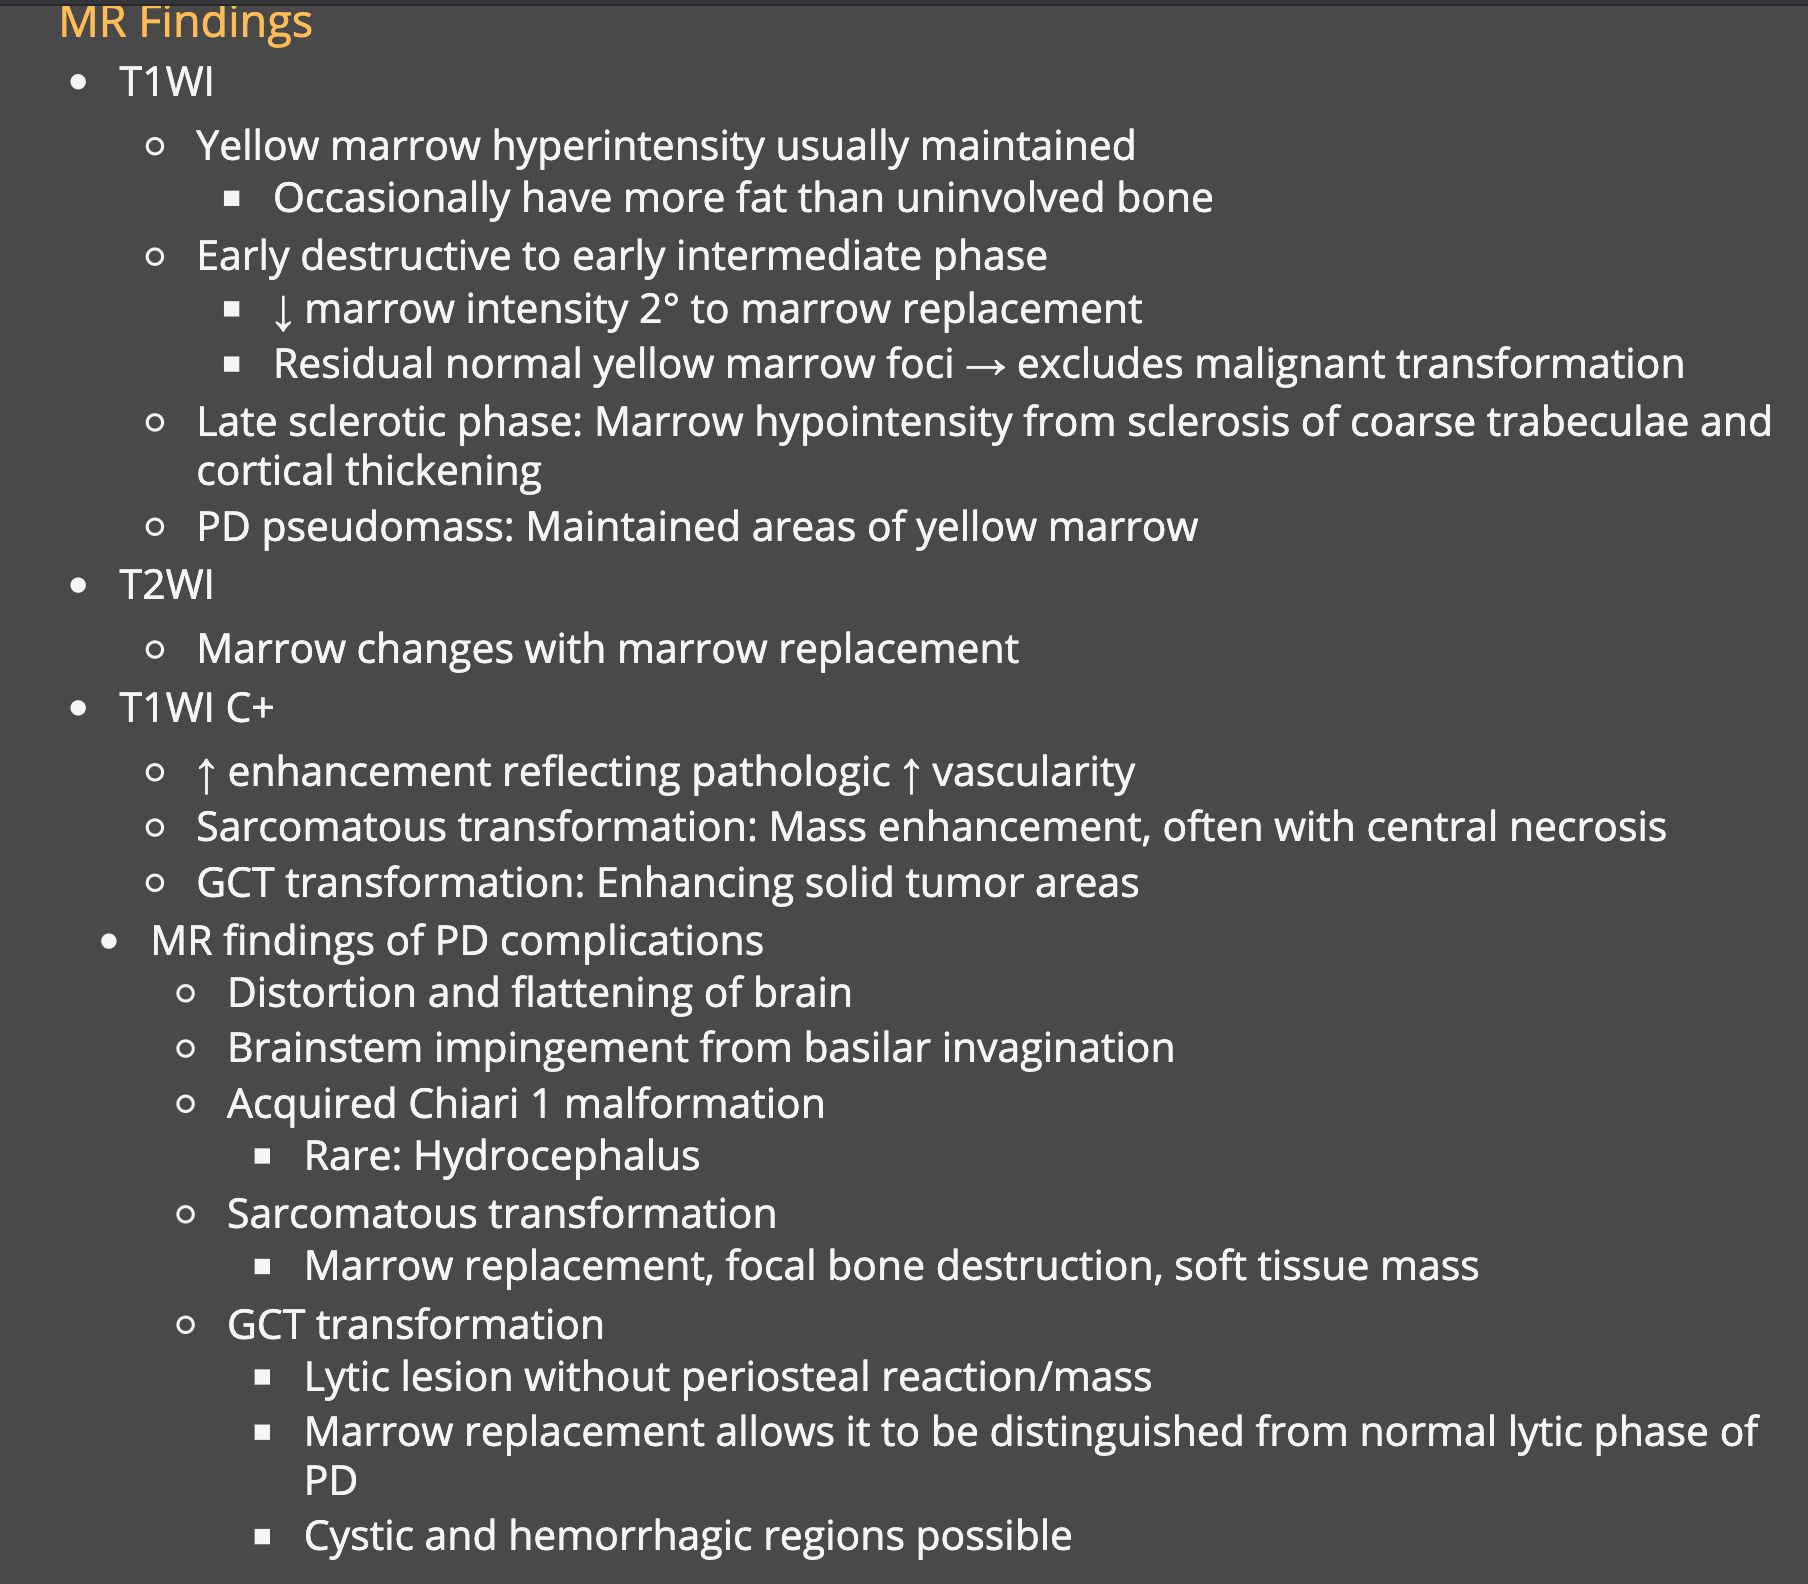 MR Findings
• T1WI
○ Yellow marrow hyperintensity usually maintained
▪ Occasionally have more fat than uninvolved bone
○ Early destructive to early intermediate phase
▪ ↓ marrow intensity 2° to marrow replacement
▪ Residual normal yellow marrow foci → excludes malignant transformation
○ Late sclerotic phase: Marrow hypointensity from sclerosis of coarse trabeculae and
cortical thickening
○ PD pseudomass: Maintained areas of yellow marrow
• T2WI
○ Marrow changes with marrow replacement
• T1WI C+
○ ↑ enhancement reflecting pathologic ↑ vascularity
○ Sarcomatous transformation: Mass enhancement, often with central necrosis
○ GCT transformation: Enhancing solid tumor areas
• MR findings of PD complications
○ Distortion and flattening of brain
○ Brainstem impingement from basilar invagination
○ Acquired Chiari 1 malformation
▪ Rare: Hydrocephalus
○ Sarcomatous transformation
▪ Marrow replacement, focal bone destruction, soft tissue mass
○ GCT transformation
▪ Lytic lesion without periosteal reaction/mass
▪ Marrow replacement allows it to be distinguished from normal lytic phase of
PD
▪ Cystic and hemorrhagic regions possible